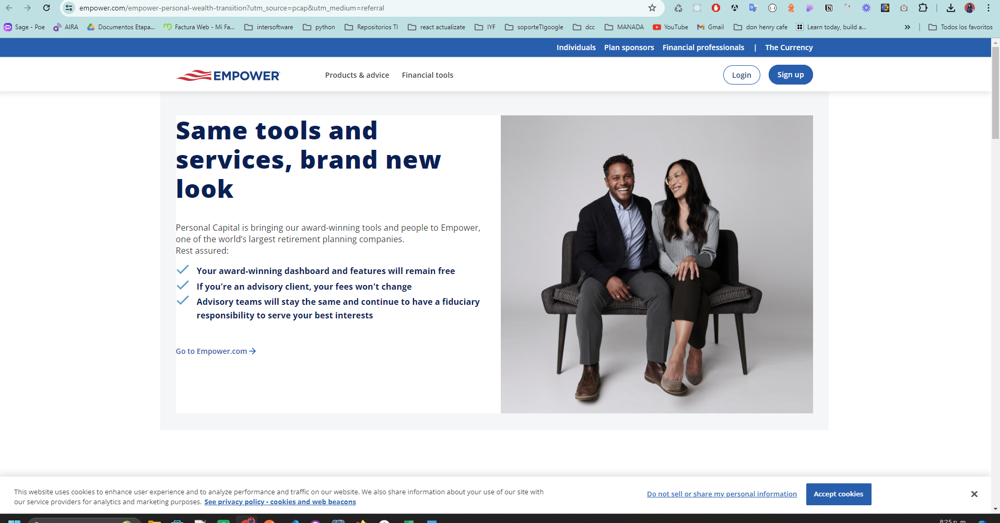 empower.com/empower-personal-wealth-transition?utm_source=pcap&utm_medium=referral
Sage - Poe AIRA Documentos Etapa... Factura Web - Mi Fa... intersoftware python Repositorios TI react actualizate IYF soporteTIgoogle dcc MANADA YouTube Gmail don henry cafe Learn today, build a... » Todos los favoritos
Individuals Plan sponsors Financial professionals | The Currency
EMPOWER Products & advice Financial tools Login Sign up
Same tools and
services, brand new
look
Personal Capital is bringing our award-winning tools and people to Empower,
one of the world’s largest retirement planning companies.
Rest assured:
Your award-winning dashboard and features will remain free
If you're an advisory client, your fees won't change
Advisory teams will stay the same and continue to have a fiduciary
responsibility to serve your best interests
Go to Empower.com
This website uses cookies to enhance user experience and to analyze performance and traffic on our website. We also share information about your use of our site with
our service providers for analytics and marketing purposes. See privacy policy - cookies and web beacons
Do not sell or share my personal information Accept cookies
8:25 p. m.